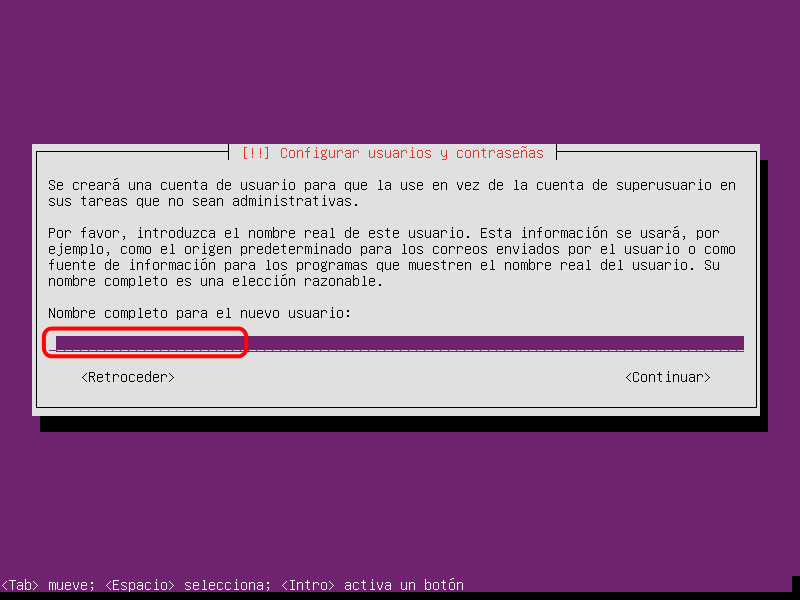 [!!] Configurar usuarios y contraseñas
Se creará una cuenta de usuario para que la use en vez de la cuenta de superusuario en
sus tareas que no sean administrativas.
Por favor, introduzca el nombre real de este usuario. Esta información se usará, por
ejemplo, como el origen predeterminado para los correos enviados por el usuario o como
fuente de información para los programas que muestren el nombre real del usuario. Su
nombre completo es una elección razonable.
Nombre completo para el nuevo usuario:
<Retroceder> <Continuar>
<Tab> mueve; <Espacio> selecciona; <Intro> activa un botón